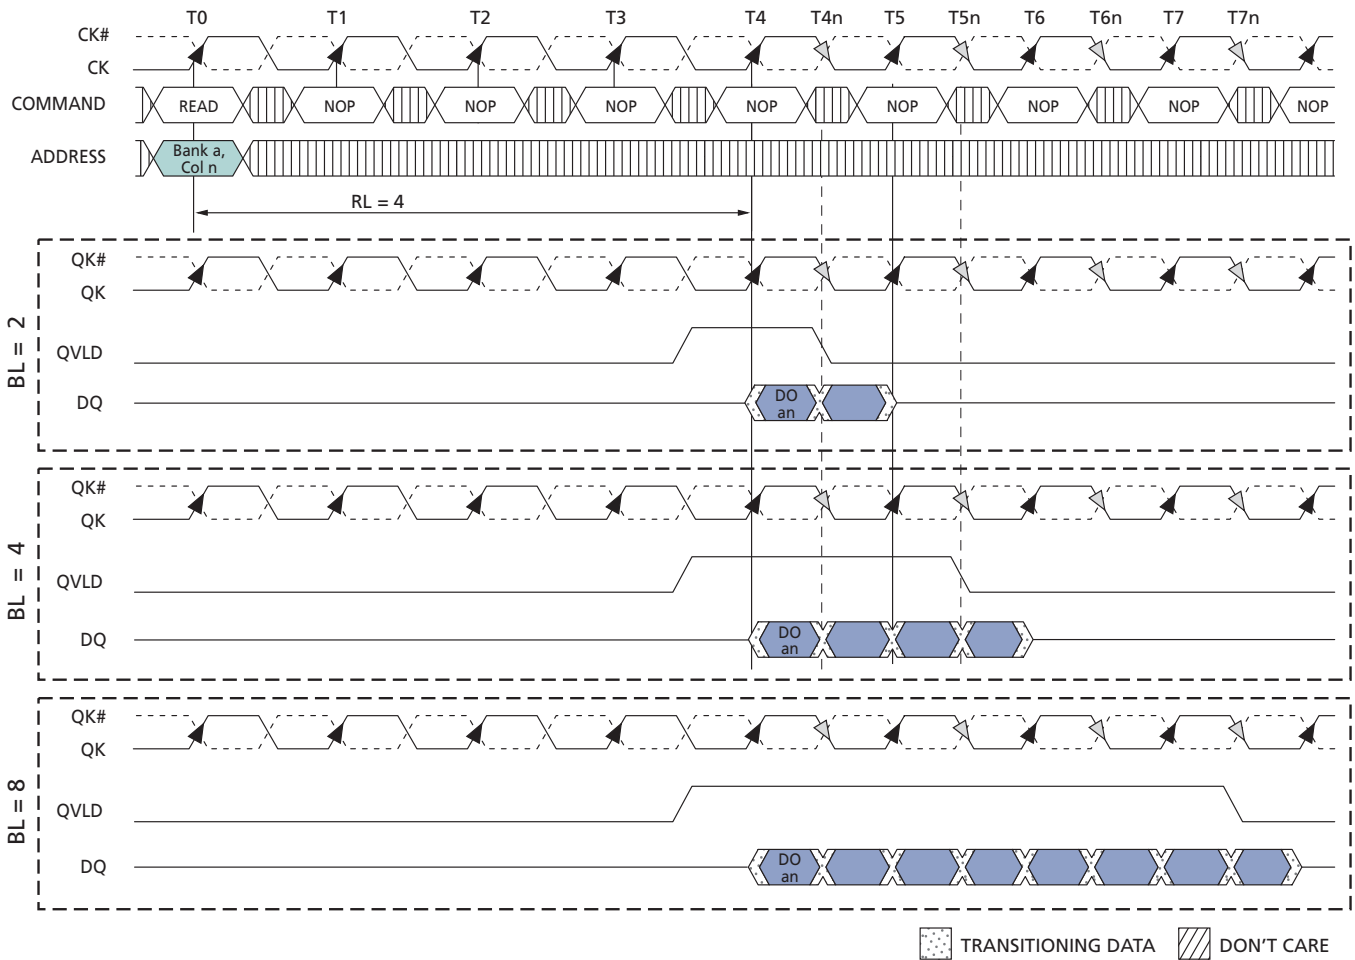 T0 T1 T2 T3 T4 T4n T5 T5n T6 T6n T7 T7n
CK#
CK
COMMAND READ NOP NOP NOP NOP NOP NOP NOP NOP
ADDRESS Bank a,
Col n
RL = 4
BL = 2
QK#
QK
QVLD
DQ
DO
an
BL = 4
QK#
QK
QVLD
DQ
DO
an
BL = 8
QK#
QK
QVLD
DQ
DO
an
TRANSITIONING DATA DON'T CARE